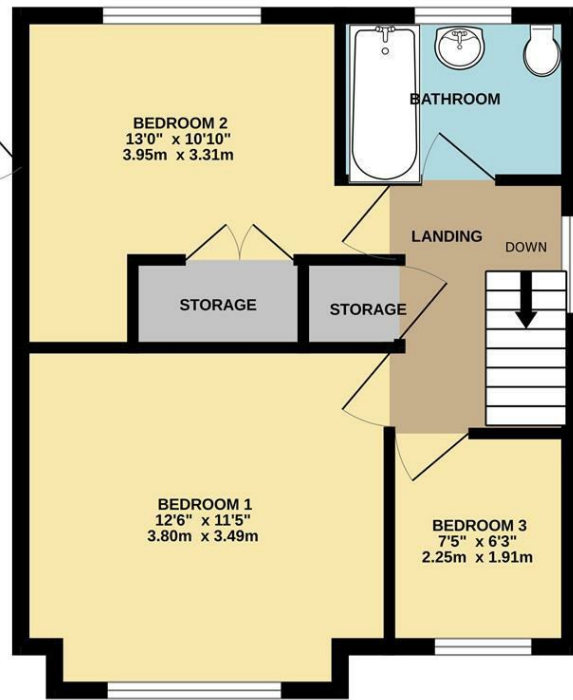 BATHROOM
BEDROOM 2
13'0" x 10'10"
3.95m x 3.31m
LANDING
DOWN
STORAGE
STORAGE
BEDROOM 1
12'6" x 11'5"
3.80m x 3.49m
BEDROOM 3
7'5" x 6'3"
2.25m x 1.91m